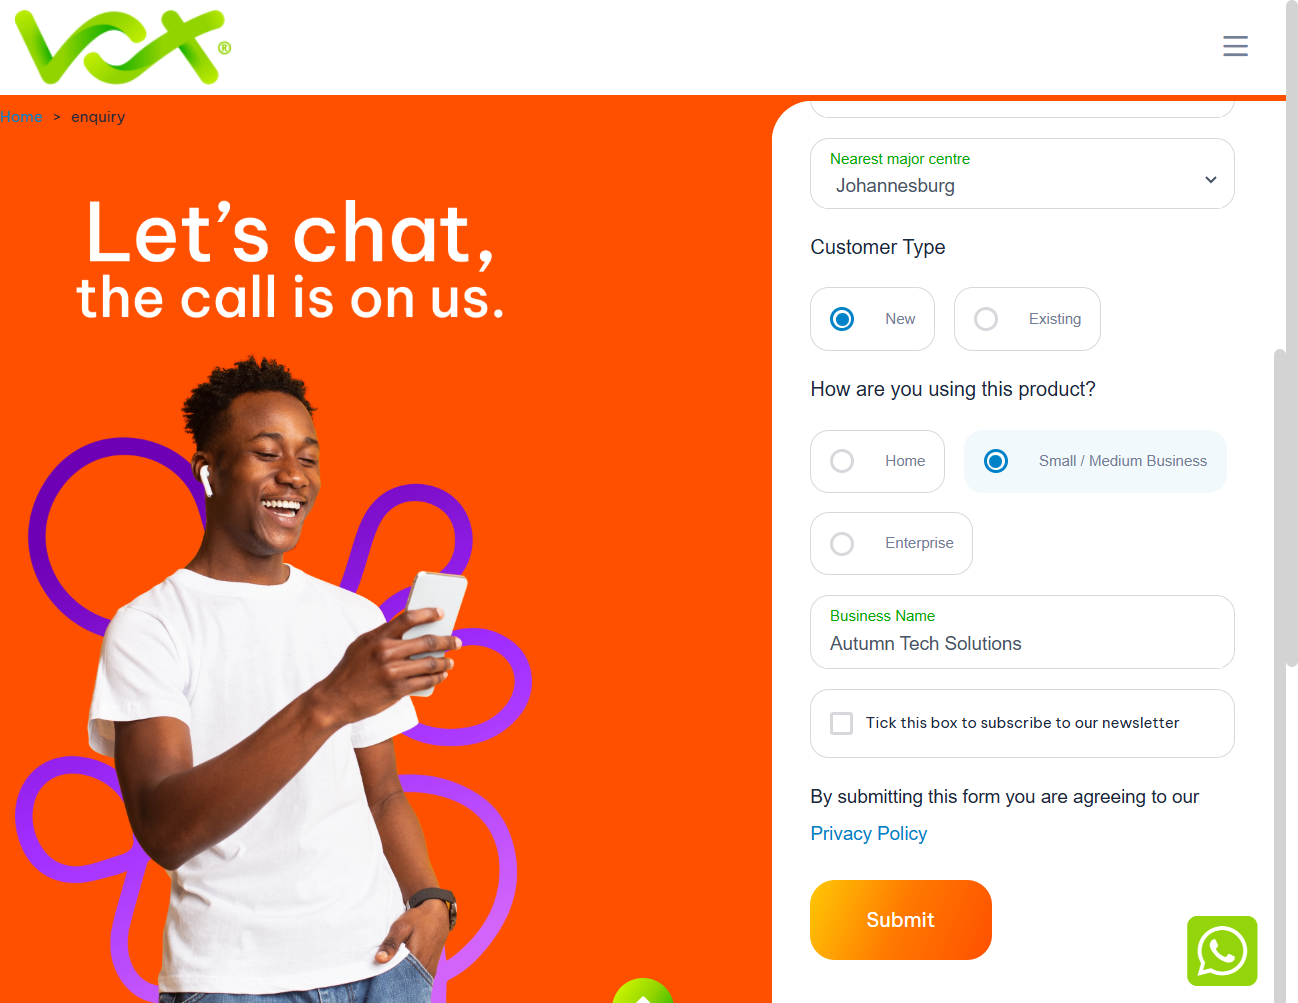 vox®
Home > enquiry
Let's chat,
the call is on us.
Nearest major centre
Johannesburg
Customer Type
New
Existing
How are you using this product?
Home
Small / Medium Business
Enterprise
Business Name
Autumn Tech Solutions
Tick this box to subscribe to our newsletter
By submitting this form you are agreeing to our
Privacy Policy
Submit